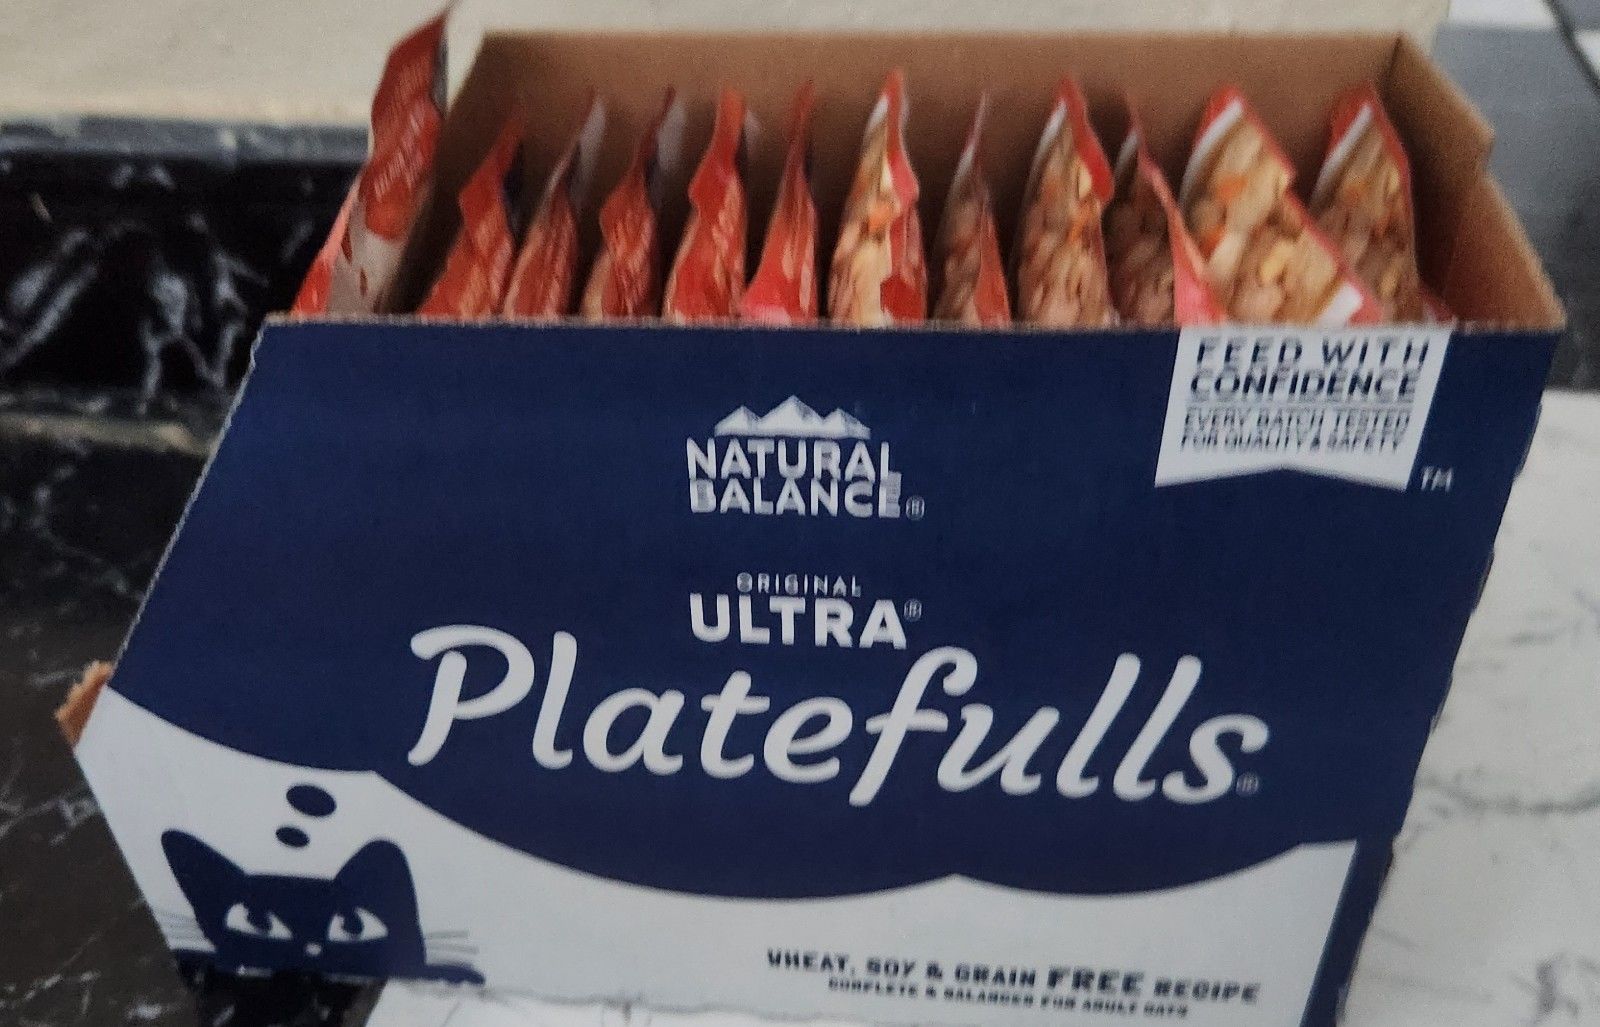 FEED WITH
CONFIDENCE
EVERY BATCH TESTED
FOR QUALITY & SAFETY
TM
NATURAL
BALANCE®
ORIGINAL
ULTRA®
Platefulls®
WHEAT, SOY & GRAIN FREE RECIPE
COMPLETE & BALANCED FOR ADULT CATS